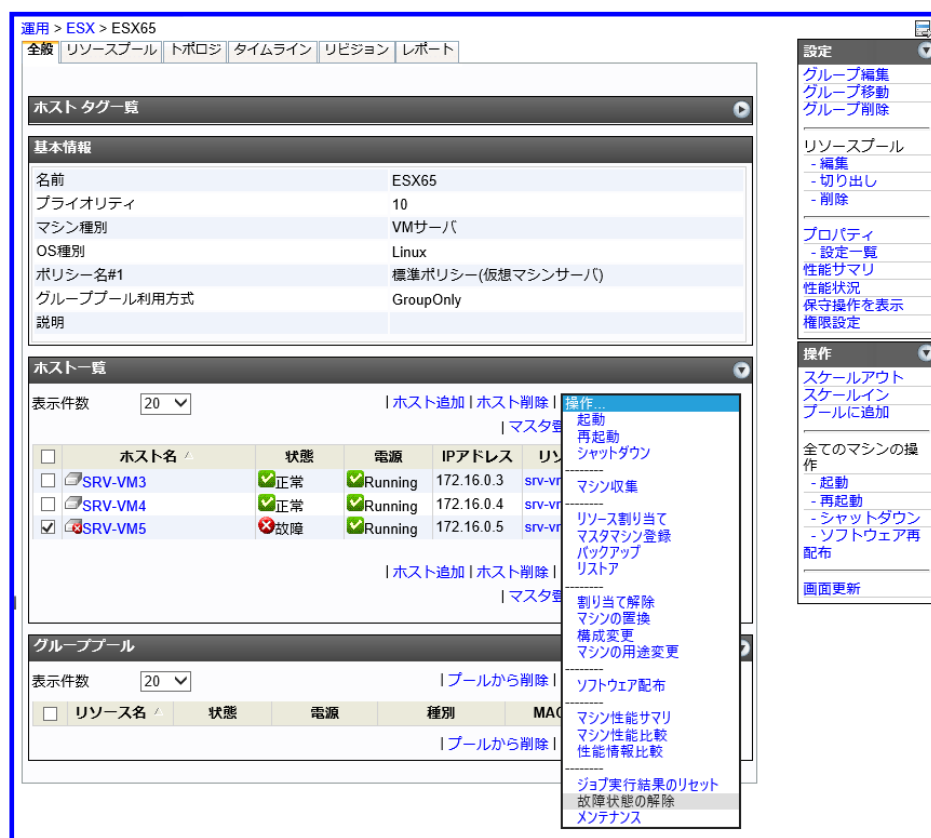 運用 > ESX > ESX65
全般 リソースプール トポロジ タイムライン リビジョン レポート
ホスト タグ一覧
基本情報
名前 ESX65
プライオリティ 10
マシン種別 VMサーバ
OS種別 Linux
ポリシー名#1 標準ポリシー(仮想マシンサーバ)
グループプール利用方式 GroupOnly
説明
ホスト一覧
表示件数 20 | ホスト追加 | ホスト削除 |
| マスタ登
ホスト名 状態 電源 IPアドレス リソ
SRV-VM3 正常 Running 172.16.0.3 srv-vr
SRV-VM4 正常 Running 172.16.0.4 srv-vr
SRV-VM5 故障 Running 172.16.0.5 srv-vr
| ホスト追加 | ホスト削除 |
| マスタ登
グループプール
表示件数 20 | プールから削除 |
リソース名 状態 電源 種別 MAC
| プールから削除 |
操作...
起動
再起動
シャットダウン
--------
マシン収集
--------
リソース割り当て
マスタマシン登録
バックアップ
リストア
--------
割り当て解除
マシンの置換
構成変更
マシンの用途変更
--------
ソフトウェア配布
--------
マシン性能サマリ
マシン性能比較
性能情報比較
--------
ジョブ実行結果のリセット
故障状態の解除
メンテナンス
設定
グループ編集
グループ移動
グループ削除
リソースプール
- 編集
- 切り出し
- 削除
プロパティ
- 設定一覧
性能サマリ
性能状況
保守操作を表示
権限設定
操作
スケールアウト
スケールイン
プールに追加
全てのマシンの操
作
- 起動
- 再起動
- シャットダウン
- ソフトウェア再
配布
画面更新